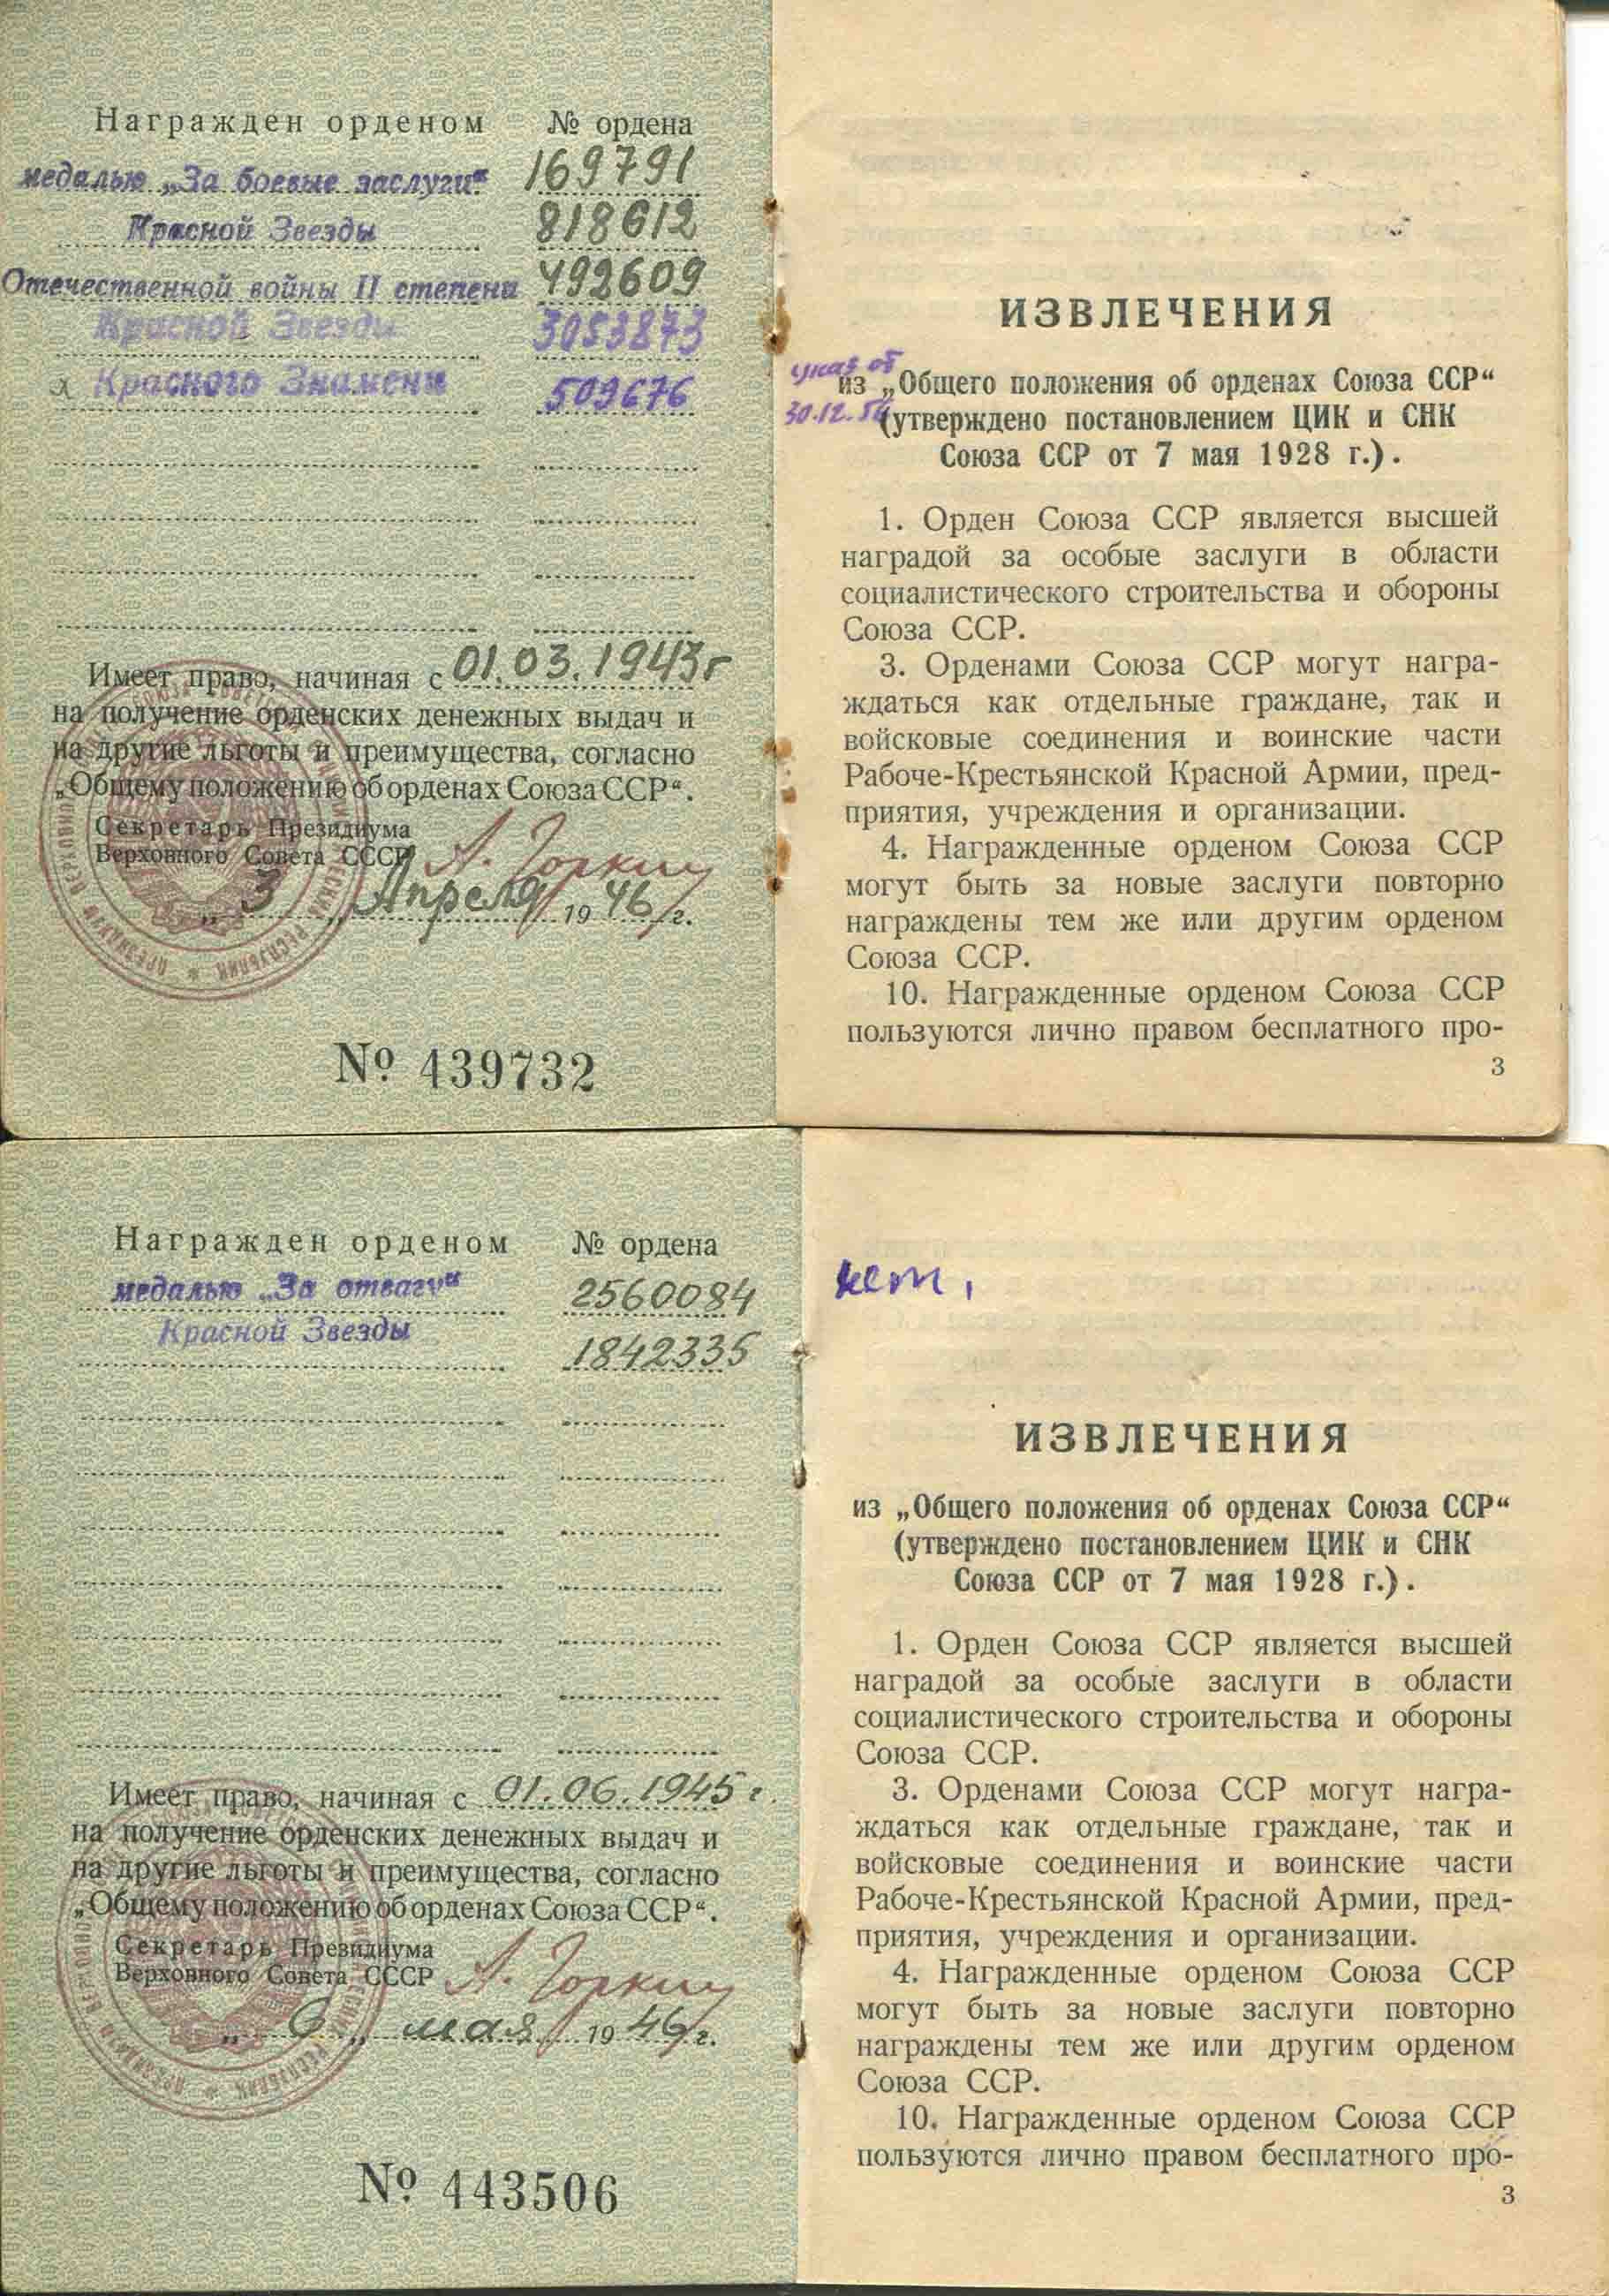 Награжден орденом № ордена
медалью „За боевые заслуги“ 169791
Красной Звезды 818612
Отечественной войны II степени 492609
Красной Звезды 3053873
Красного Знамени 509676
Имеет право, начиная с 01.03.1943г
на получение орденских денежных выдач и
на другие льготы и преимущества, согласно
„Общему положению об орденах Союза ССР“.
Секретарь Президиума
Верховного Совета СССР А. Горкин
„ 3 „ Апреля 1946 г.
№ 439732
ИЗВЛЕЧЕНИЯ
указ от
30.12.56
из „Общего положения об орденах Союза ССР“
(утверждено постановлением ЦИК и СНК
Союза ССР от 7 мая 1928 г.).
1. Орден Союза ССР является высшей
наградой за особые заслуги в области
социалистического строительства и обороны
Союза ССР.
3. Орденами Союза ССР могут награ-
ждаться как отдельные граждане, так и
войсковые соединения и воинские части
Рабоче-Крестьянской Красной Армии, пред-
приятия, учреждения и организации.
4. Награжденные орденом Союза ССР
могут быть за новые заслуги повторно
награждены тем же или другим орденом
Союза ССР.
10. Награжденные орденом Союза ССР
пользуются лично правом бесплатного про-
3
Награжден орденом № ордена
медалью „За отвагу“ 2560084
Красной Звезды 1842335
Имеет право, начиная с 01.06.1945 г.
на получение орденских денежных выдач и
на другие льготы и преимущества, согласно
„Общему положению об орденах Союза ССР“.
Секретарь Президиума
Верховного Совета СССР А. Горкин
„ 6 „ мая 1946 г.
№ 443506
ИЗВЛЕЧЕНИЯ
из „Общего положения об орденах Союза ССР“
(утверждено постановлением ЦИК и СНК
Союза ССР от 7 мая 1928 г.).
1. Орден Союза ССР является высшей
наградой за особые заслуги в области
социалистического строительства и обороны
Союза ССР.
3. Орденами Союза ССР могут награ-
ждаться как отдельные граждане, так и
войсковые соединения и воинские части
Рабоче-Крестьянской Красной Армии, пред-
приятия, учреждения и организации.
4. Награжденные орденом Союза ССР
могут быть за новые заслуги повторно
награждены тем же или другим орденом
Союза ССР.
10. Награжденные орденом Союза ССР
пользуются лично правом бесплатного про-
3